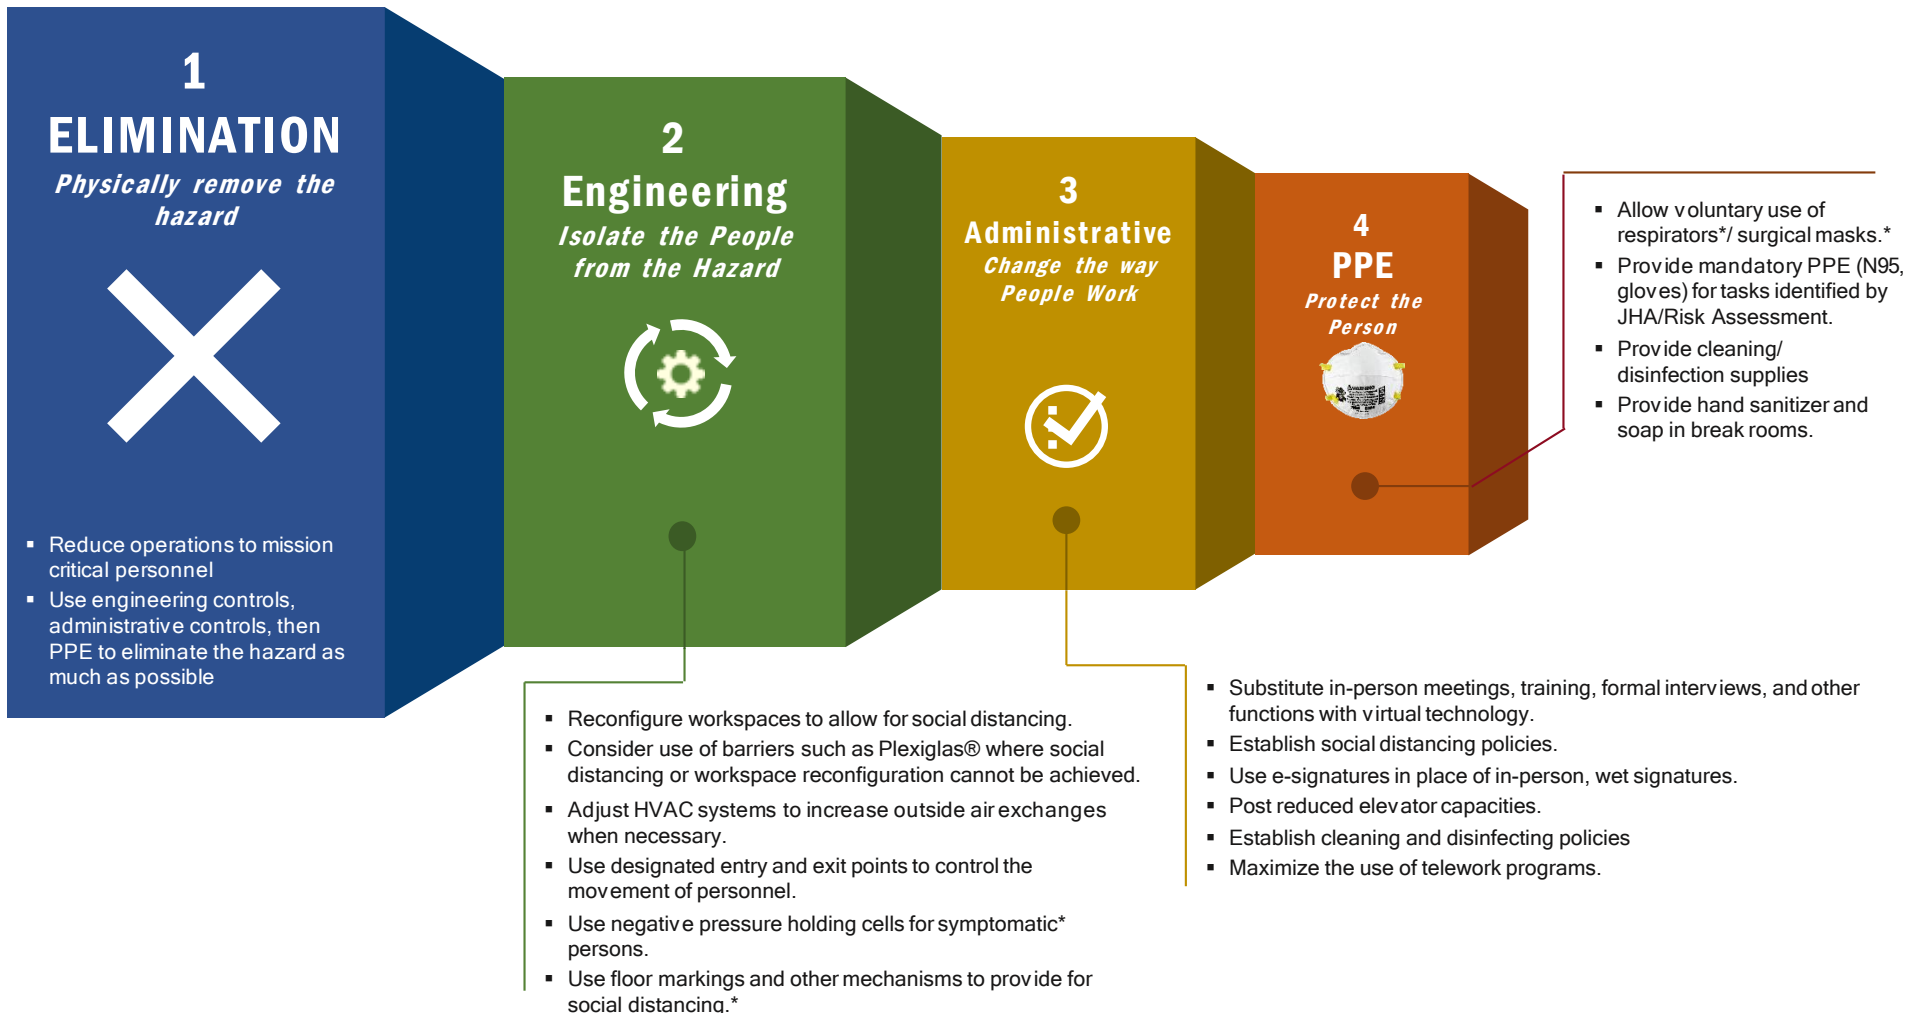 1
ELIMINATION
Physically remove the
hazard
▪ Reduce operations to mission
critical personnel
▪ Use engineering controls,
administrative controls, then
PPE to eliminate the hazard as
much as possible
2
Engineering
Isolate the People
from the Hazard
▪ Reconfigure workspaces to allow for social distancing.
▪ Consider use of barriers such as Plexiglas® where social
distancing or workspace reconfiguration cannot be achieved.
▪ Adjust HVAC systems to increase outside air exchanges
when necessary.
▪ Use designated entry and exit points to control the
movement of personnel.
▪ Use negative pressure holding cells for symptomatic*
persons.
▪ Use floor markings and other mechanisms to provide for
social distancing.*
3
Administrative
Change the way
People Work
▪ Substitute in-person meetings, training, formal interviews, and other
functions with virtual technology.
▪ Establish social distancing policies.
▪ Use e-signatures in place of in-person, wet signatures.
▪ Post reduced elevator capacities.
▪ Establish cleaning and disinfecting policies
▪ Maximize the use of telework programs.
4
PPE
Protect the
Person
▪ Allow voluntary use of
respirators*/ surgical masks.*
▪ Provide mandatory PPE (N95,
gloves) for tasks identified by
JHA/Risk Assessment.
▪ Provide cleaning/
disinfection supplies
▪ Provide hand sanitizer and
soap in break rooms.